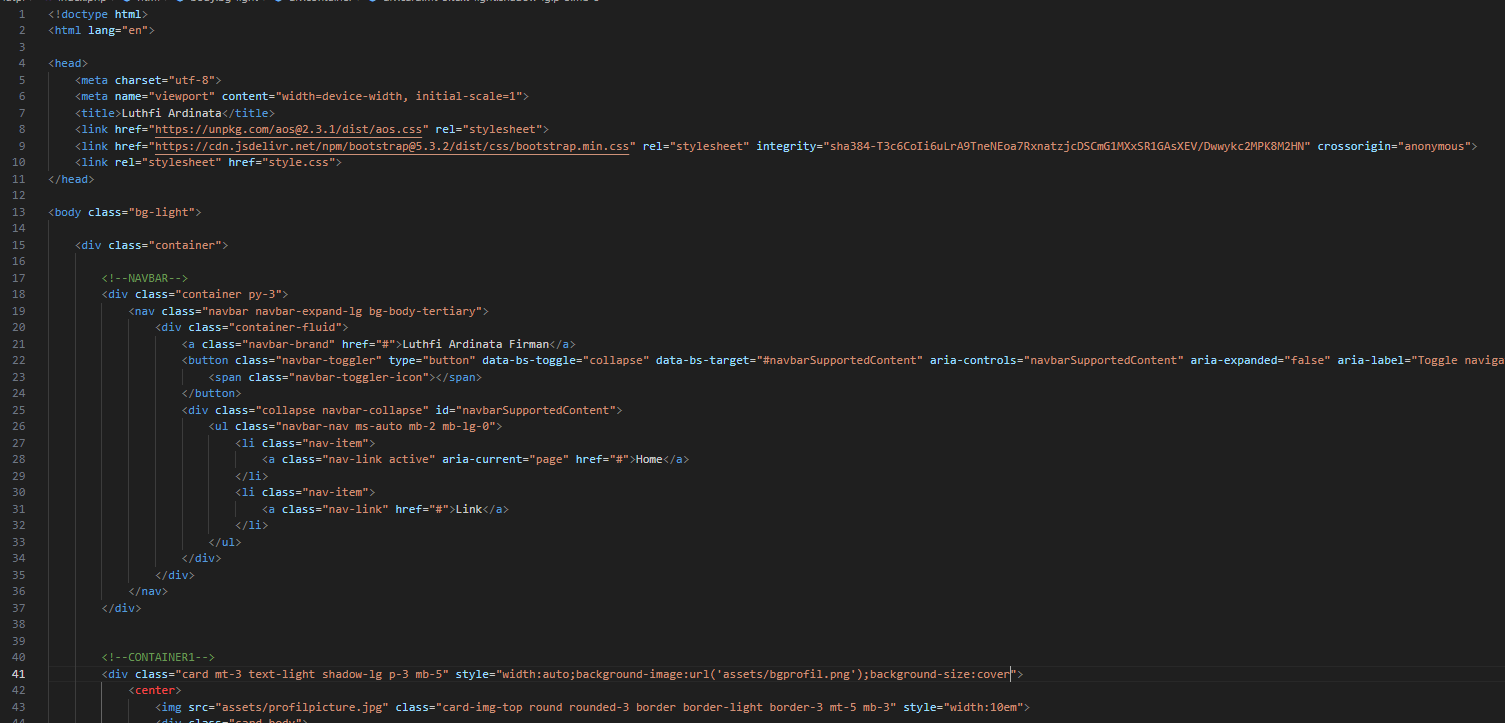 1 <!doctype html>
2 <html lang="en">
3
4 <head>
5 <meta charset="utf-8">
6 <meta name="viewport" content="width=device-width, initial-scale=1">
7 <title>Luthfi Ardinata</title>
8 <link href="https://unpkg.com/aos@2.3.1/dist/aos.css" rel="stylesheet">
9 <link href="https://cdn.jsdelivr.net/npm/bootstrap@5.3.2/dist/css/bootstrap.min.css" rel="stylesheet" integrity="sha384-T3c6CoIi6uLrA9TneNEoa7RxnatzjcDSCmG1MXxSR1GAsXEV/Dwwykc2MPK8M2HN" crossorigin="anonymous">
10 <link rel="stylesheet" href="style.css">
11 </head>
12
13 <body class="bg-light">
14
15 <div class="container">
16
17 <!--NAVBAR-->
18 <div class="container py-3">
19 <nav class="navbar navbar-expand-lg bg-body-tertiary">
20 <div class="container-fluid">
21 <a class="navbar-brand" href="#">Luthfi Ardinata Firman</a>
22 <button class="navbar-toggler" type="button" data-bs-toggle="collapse" data-bs-target="#navbarSupportedContent" aria-controls="navbarSupportedContent" aria-expanded="false" aria-label="Toggle naviga
23 <span class="navbar-toggler-icon"></span>
24 </button>
25 <div class="collapse navbar-collapse" id="navbarSupportedContent">
26 <ul class="navbar-nav ms-auto mb-2 mb-lg-0">
27 <li class="nav-item">
28 <a class="nav-link active" aria-current="page" href="#">Home</a>
29 </li>
30 <li class="nav-item">
31 <a class="nav-link" href="#">Link</a>
32 </li>
33 </ul>
34 </div>
35 </div>
36 </nav>
37 </div>
38
39
40 <!--CONTAINER1-->
41 <div class="card mt-3 text-light shadow-lg p-3 mb-5" style="width:auto;background-image:url('assets/bgprofil.png');background-size:cover">
42 <center>
43 <img src="assets/profilpicture.jpg" class="card-img-top round rounded-3 border border-light border-3 mt-5 mb-3" style="width:10em">
44 <div class="card-body">